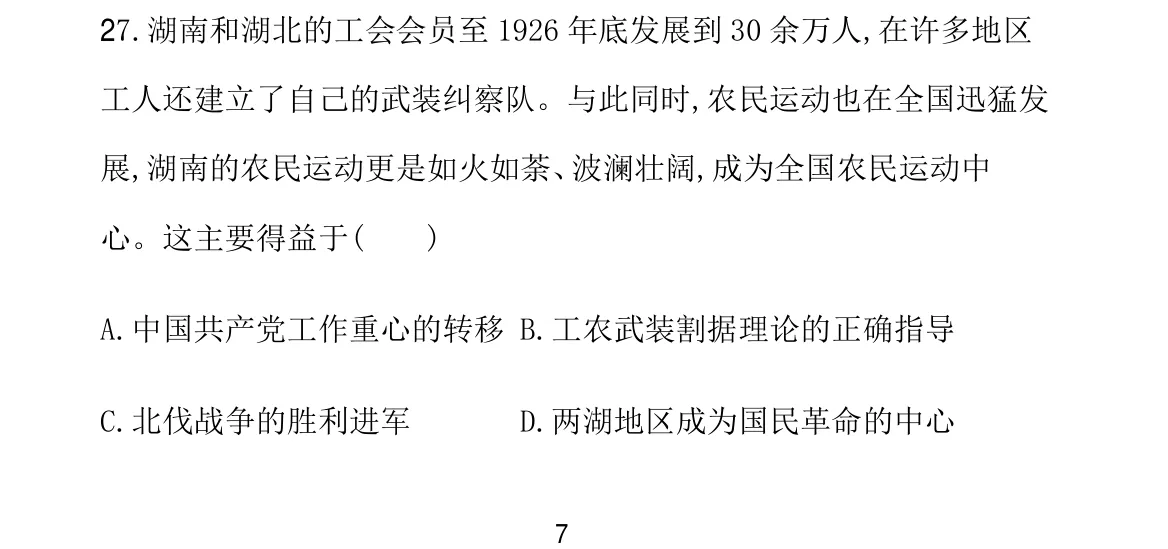 27.湖南和湖北的工会会员至1926年底发展到30余万人,在许多地区
工人还建立了自己的武装纠察队。与此同时,农民运动也在全国迅猛发
展,湖南的农民运动更是如火如荼、波澜壮阔,成为全国农民运动中
心。这主要得益于(　　)
A.中国共产党工作重心的转移 B.工农武装割据理论的正确指导
C.北伐战争的胜利进军 D.两湖地区成为国民革命的中心
7